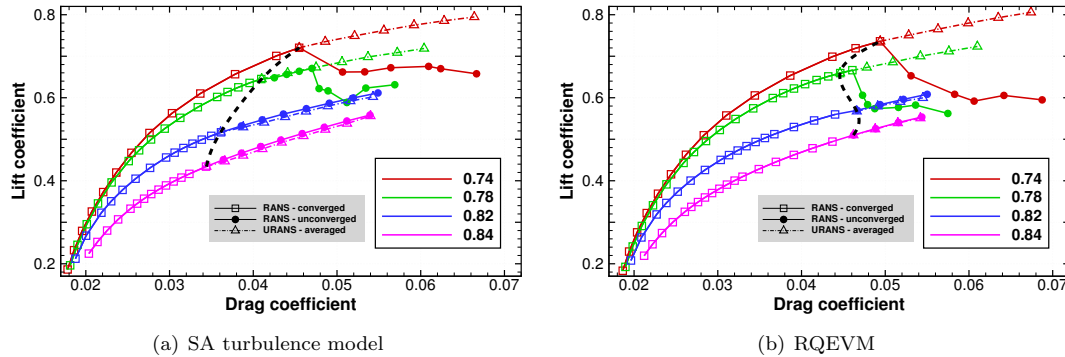 Lift coefficient
0.8
0.6
0.4
0.2
0.02 0.03 0.04 0.05 0.06 0.07
Drag coefficient
RANS - converged
RANS - unconverged
URANS - averaged
0.74
0.78
0.82
0.84
(a) SA turbulence model
Lift coefficient
0.8
0.6
0.4
0.2
0.02 0.03 0.04 0.05 0.06 0.07
Drag coefficient
RANS - converged
RANS - unconverged
URANS - averaged
0.74
0.78
0.82
0.84
(b) RQEVM